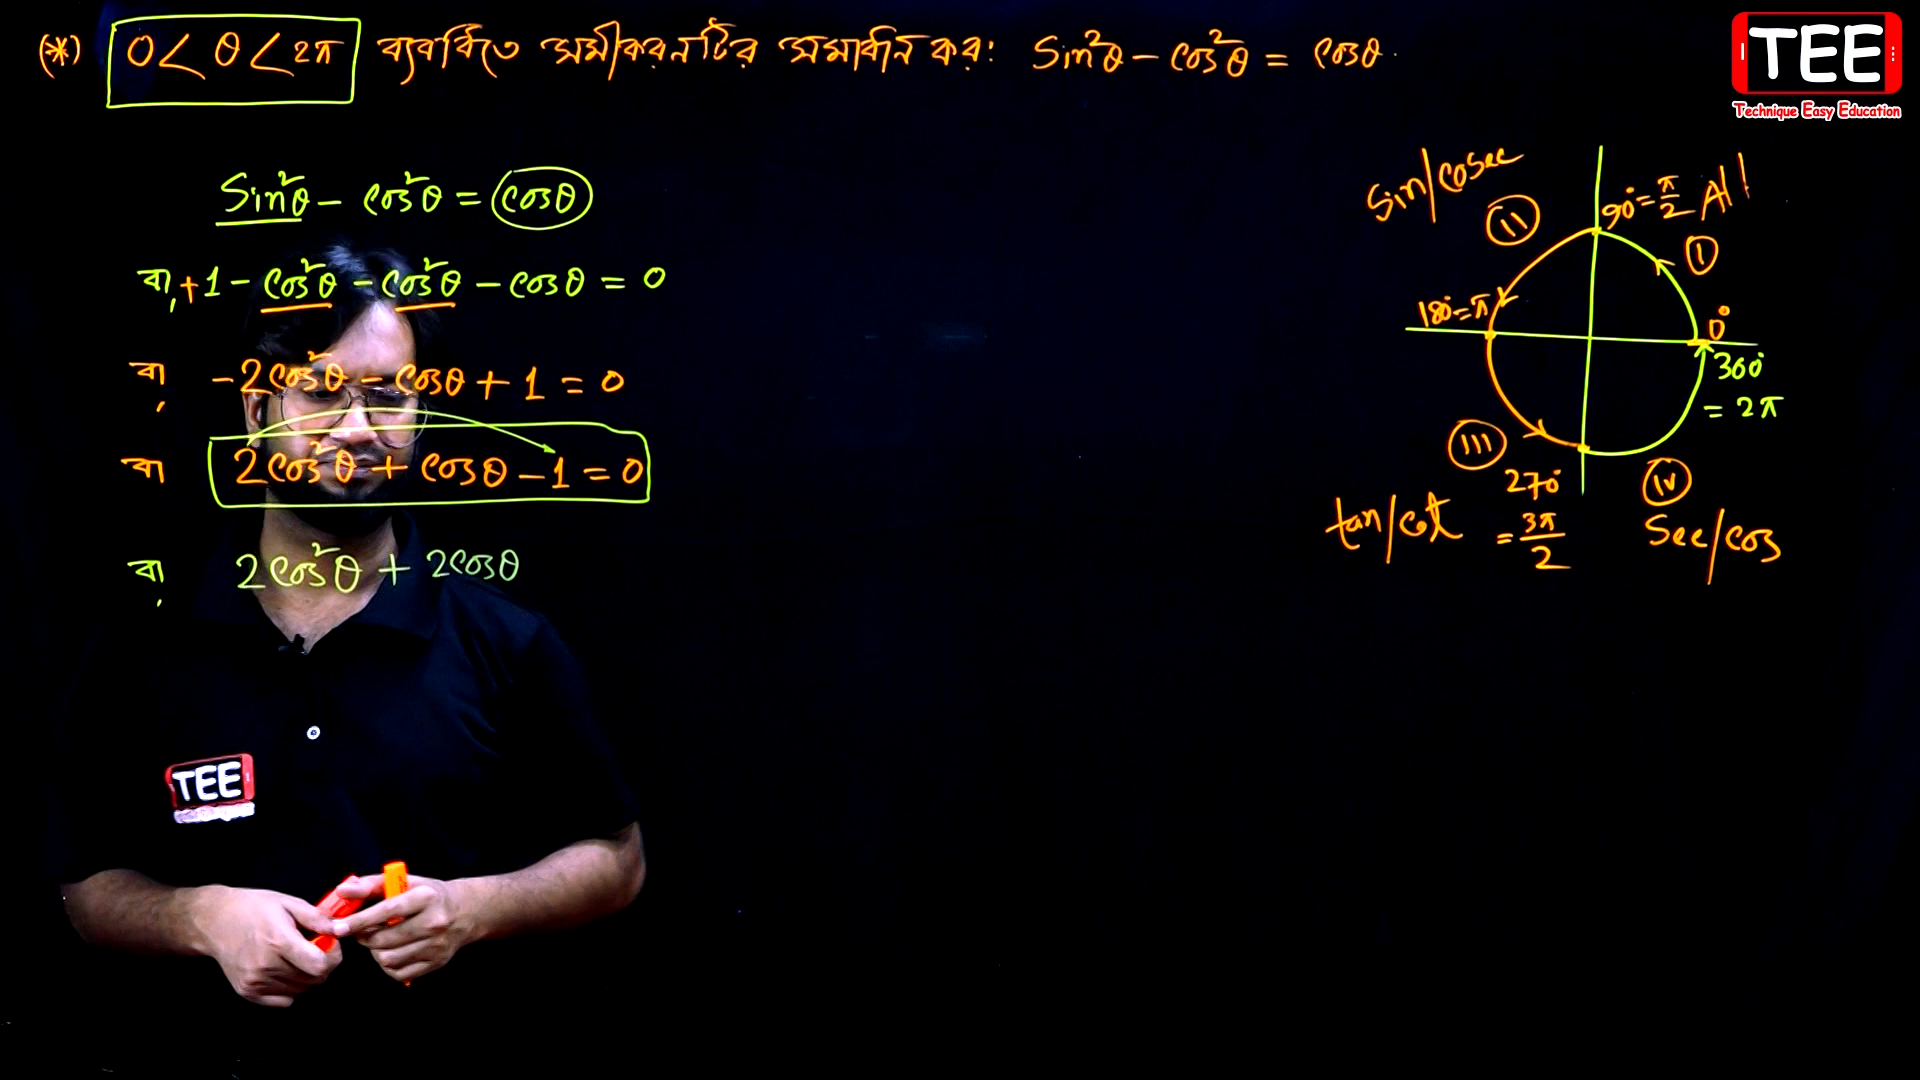 (*) 0 < θ < 2π ব্যবধিতে সমীকরনটির সমাধান কর: Sin²θ - cos²θ = cosθ.
TEE
Technique Easy Education
Sin²θ - cos²θ = cosθ
বা, +1 - cos²θ - cos²θ - cosθ = 0
বা, -2cos²θ - cosθ + 1 = 0
বা 2cos²θ + cosθ - 1 = 0
বা, 2cos²θ + 2cosθ
Sin/cosec
90° = π/2 All
II
I
180° = π
0°
360°
= 2π
III
270°
= 3π/2
IV
tan/cot
Sec/cos
TEE